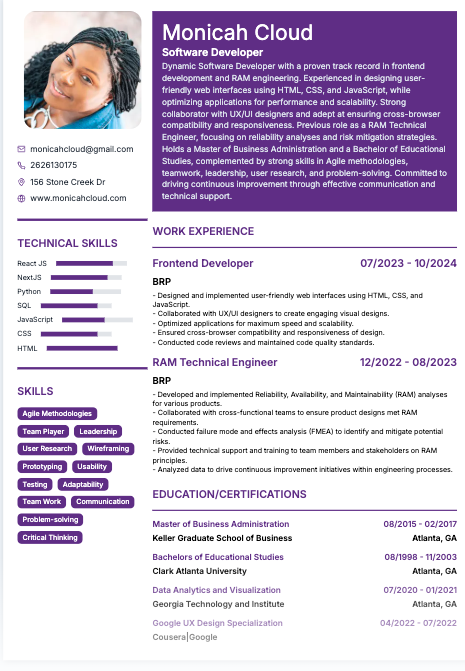 Monicah Cloud
Software Developer
Dynamic Software Developer with a proven track record in frontend
development and RAM engineering. Experienced in designing user-
friendly web interfaces using HTML, CSS, and JavaScript, while
optimizing applications for performance and scalability. Strong
collaborator with UX/UI designers and adept at ensuring cross-browser
compatibility and responsiveness. Previous role as a RAM Technical
Engineer, focusing on reliability analyses and risk mitigation strategies.
Holds a Master of Business Administration and a Bachelor of Educational
Studies, complemented by strong skills in Agile methodologies,
teamwork, leadership, user research, and problem-solving. Committed to
driving continuous improvement through effective communication and
technical support.
monicahcloud@gmail.com
2626130175
156 Stone Creek Dr
www.monicahcloud.com
TECHNICAL SKILLS
React JS
NextJS
Python
SQL
JavaScript
CSS
HTML
SKILLS
Agile Methodologies
Team Player Leadership
User Research Wireframing
Prototyping Usability
Testing Adaptability
Team Work Communication
Problem-solving
Critical Thinking
WORK EXPERIENCE
Frontend Developer 07/2023 - 10/2024
BRP
- Designed and implemented user-friendly web interfaces using HTML, CSS, and
JavaScript.
- Collaborated with UX/UI designers to create engaging visual designs.
- Optimized applications for maximum speed and scalability.
- Ensured cross-browser compatibility and responsiveness of design.
- Conducted code reviews and maintained code quality standards.
RAM Technical Engineer 12/2022 - 08/2023
BRP
- Developed and implemented Reliability, Availability, and Maintainability (RAM) analyses
for various products.
- Collaborated with cross-functional teams to ensure product designs met RAM
requirements.
- Conducted failure mode and effects analysis (FMEA) to identify and mitigate potential
risks.
- Provided technical support and training to team members and stakeholders on RAM
principles.
- Analyzed data to drive continuous improvement initiatives within engineering processes.
EDUCATION/CERTIFICATIONS
Master of Business Administration 08/2015 - 02/2017
Keller Graduate School of Business Atlanta, GA
Bachelors of Educational Studies 08/1998 - 11/2003
Clark Atlanta University Atlanta, GA
Data Analytics and Visualization 07/2020 - 01/2021
Georgia Technology and Institute Atlanta, GA
Google UX Design Specialization 04/2022 - 07/2022
Cousera|Google